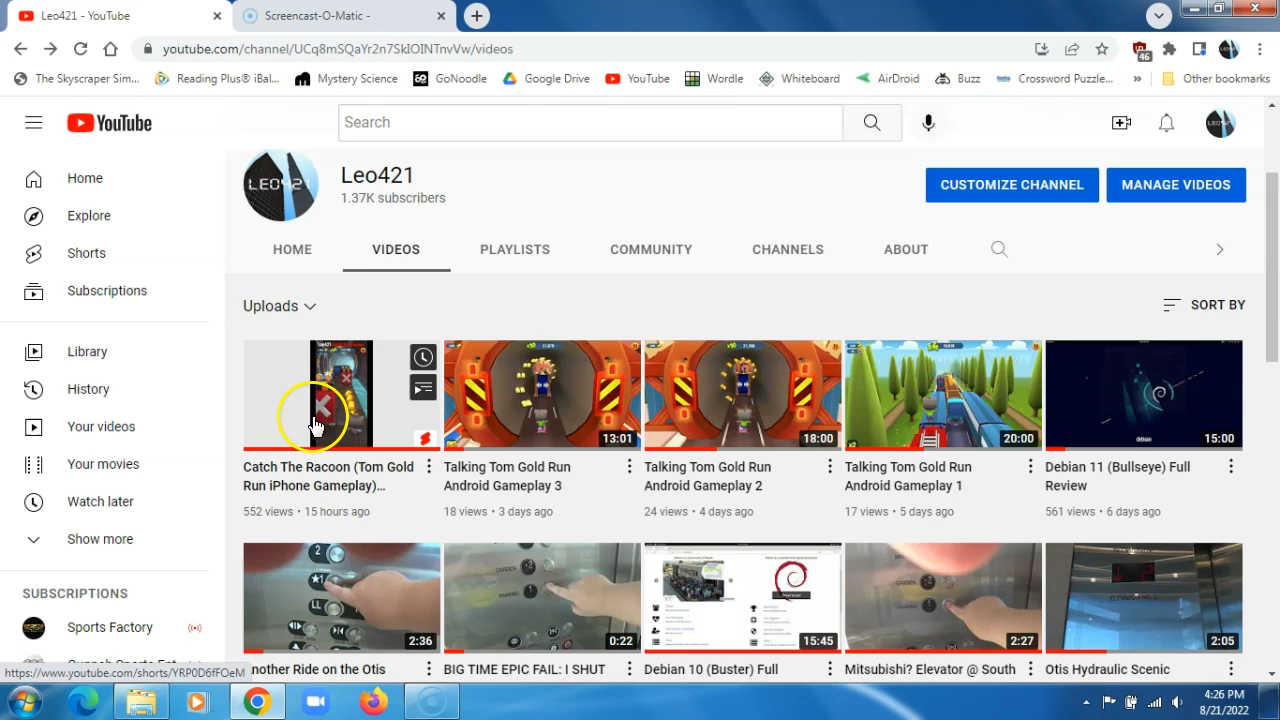 Leo421 - YouTube
Screencast-O-Matic -
youtube.com/channel/UCq8mSQaYr2n7SkIOINTnvVw/videos
46
The Skyscraper Sim...
Reading Plus® iBal...
Mystery Science
GoNoodle
Google Drive
YouTube
Wordle
Whiteboard
AirDroid
Buzz
Crossword Puzzle...
»
Other bookmarks
YouTube
Search
LEO421
Home
Explore
Shorts
Subscriptions
Library
History
Your videos
Your movies
Watch later
Show more
SUBSCRIPTIONS
Sports Factory
Leo421
1.37K subscribers
CUSTOMIZE CHANNEL
MANAGE VIDEOS
HOME
VIDEOS
PLAYLISTS
COMMUNITY
CHANNELS
ABOUT
Uploads
SORT BY
13:01
18:00
20:00
debian
15:00
Catch The Racoon (Tom Gold
Run iPhone Gameplay)...
552 views • 15 hours ago
Talking Tom Gold Run
Android Gameplay 3
18 views • 3 days ago
Talking Tom Gold Run
Android Gameplay 2
24 views • 4 days ago
Talking Tom Gold Run
Android Gameplay 1
17 views • 5 days ago
Debian 11 (Bullseye) Full
Review
561 views • 6 days ago
2
★1
LL
2:36
0:22
15:45
2:27
2:05
nother Ride on the Otis
BIG TIME EPIC FAIL: I SHUT
Debian 10 (Buster) Full
Mitsubishi? Elevator @ South
Otis Hydraulic Scenic
https://www.youtube.com/shorts/YRP0D6fFOeM
4:26 PM
8/21/2022